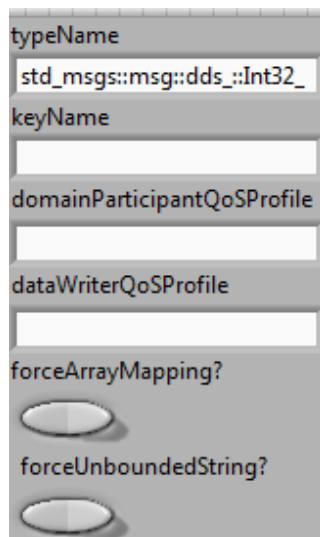 typeName
std_msgs::msg::dds_::Int32_
keyName
domainParticipantQoSProfile
dataWriterQoSProfile
forceArrayMapping?
forceUnboundedString?